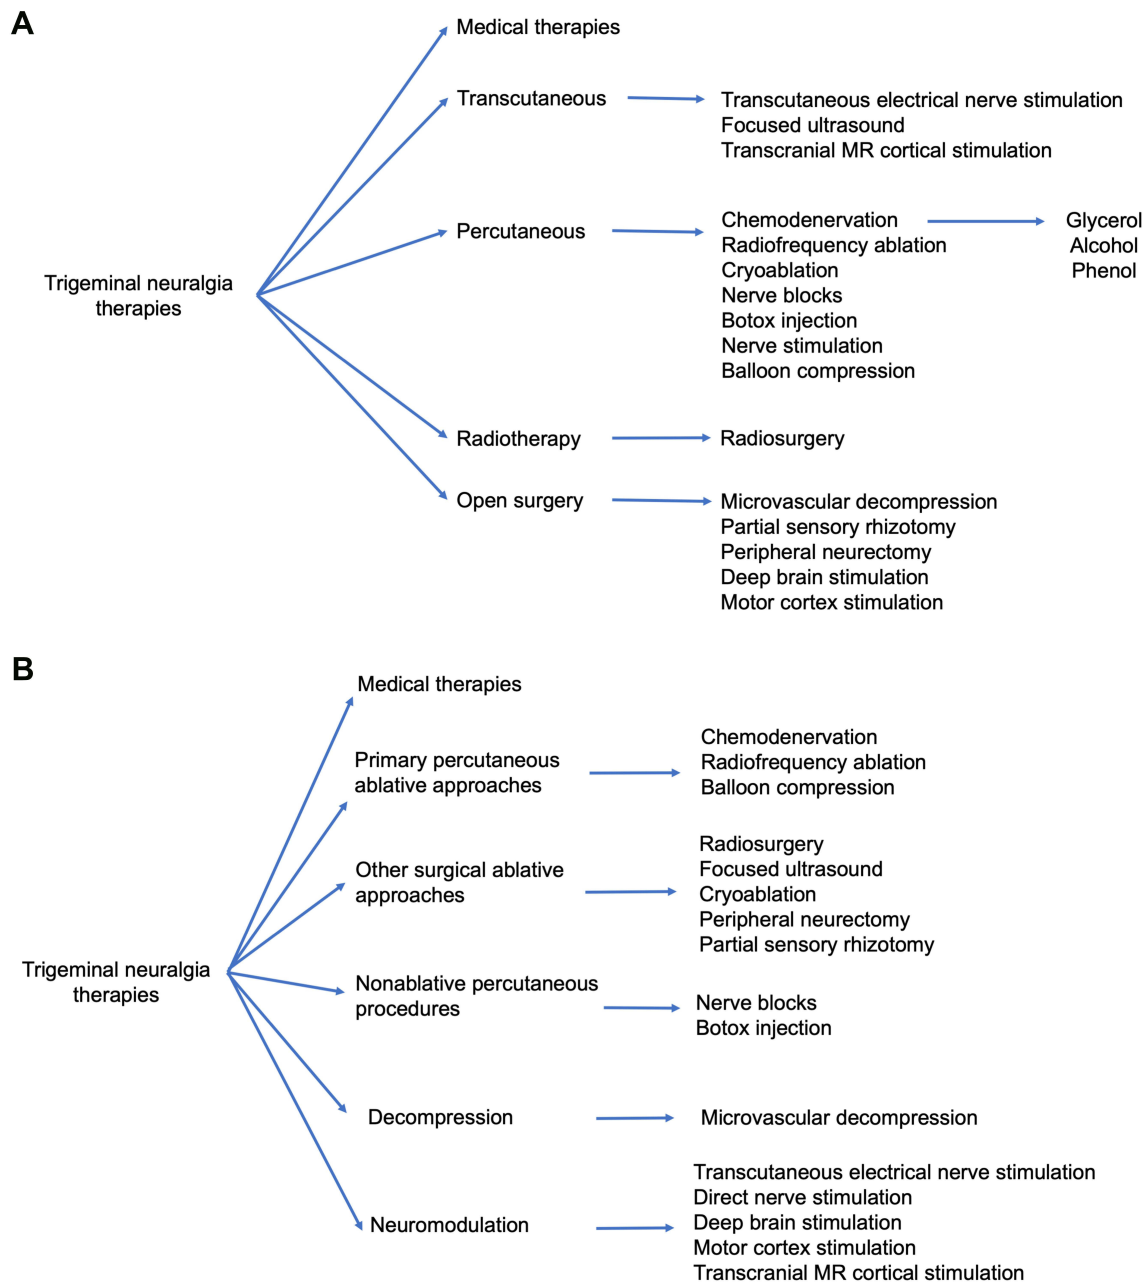 A
Medical therapies
Transcutaneous
Transcutaneous electrical nerve stimulation
Focused ultrasound
Transcranial MR cortical stimulation
Percutaneous
Chemodenervation
Radiofrequency ablation
Cryoablation
Nerve blocks
Botox injection
Nerve stimulation
Balloon compression
Glycerol
Alcohol
Phenol
Trigeminal neuralgia
therapies
Radiotherapy
Radiosurgery
Open surgery
Microvascular decompression
Partial sensory rhizotomy
Peripheral neurectomy
Deep brain stimulation
Motor cortex stimulation
B
Medical therapies
Primary percutaneous
ablative approaches
Chemodenervation
Radiofrequency ablation
Balloon compression
Other surgical ablative
approaches
Radiosurgery
Focused ultrasound
Cryoablation
Peripheral neurectomy
Partial sensory rhizotomy
Trigeminal neuralgia
therapies
Nonablative percutaneous
procedures
Nerve blocks
Botox injection
Decompression
Microvascular decompression
Neuromodulation
Transcutaneous electrical nerve stimulation
Direct nerve stimulation
Deep brain stimulation
Motor cortex stimulation
Transcranial MR cortical stimulation